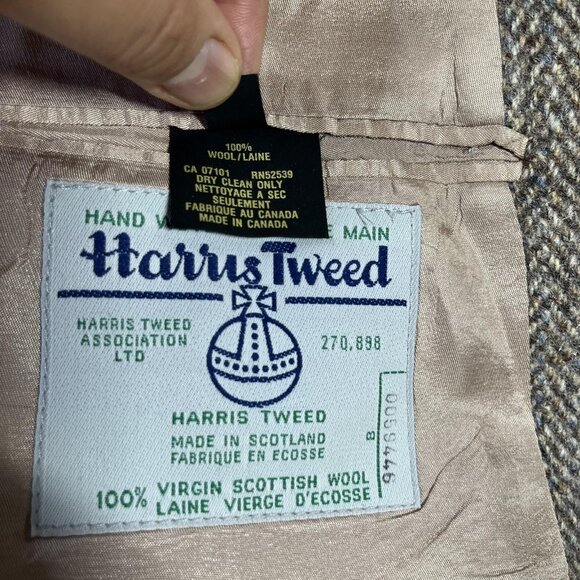 100%
WOOL/LAINE
CA 07101 RN52539
DRY CLEAN ONLY
NETTOYAGE A SEC
SEULEMENT
FABRIQUE AU CANADA
MADE IN CANADA
HAND MAIN
Harris Tweed
HARRIS TWEED
ASSOCIATION
LTD
270,898
HARRIS TWEED
MADE IN SCOTLAND
FABRIQUE EN ECOSSE
B 0059446
100% VIRGIN SCOTTISH WOOL
LAINE VIERGE D'ECOSSE